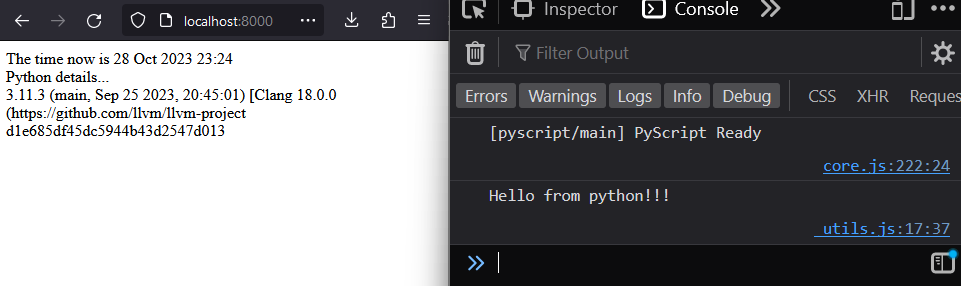 localhost:8000
The time now is 28 Oct 2023 23:24
Python details...
3.11.3 (main, Sep 25 2023, 20:45:01) [Clang 18.0.0
(https://github.com/llvm/llvm-project
d1e685df45dc5944b43d2547d013
Inspector Console
Filter Output
Errors Warnings Logs Info Debug CSS XHR Reques
[pyscript/main] PyScript Ready
core.js:222:24
Hello from python!!!
_utils.js:17:37